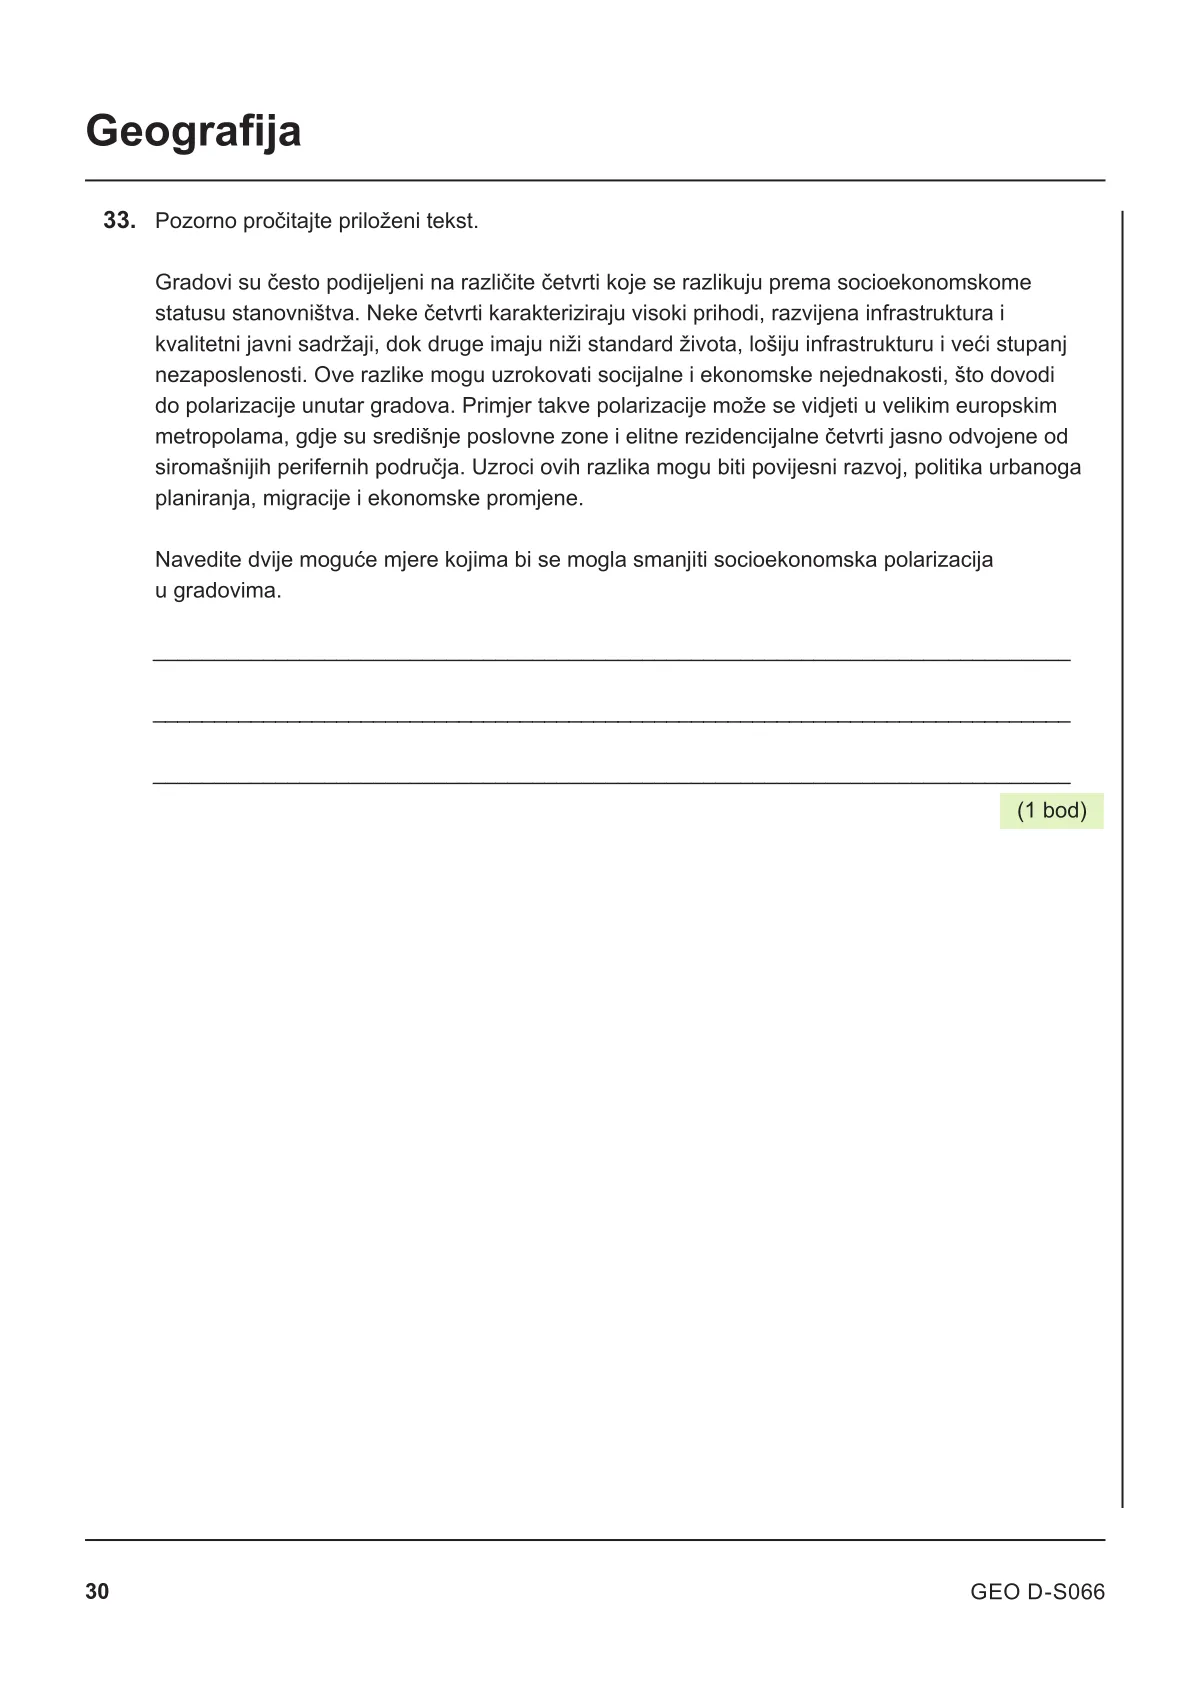 Geografija
33. Pozorno pročitajte priloženi tekst.
Gradovi su često podijeljeni na različite četvrti koje se razlikuju prema socioekonomskome
statusu stanovništva. Neke četvrti karakteriziraju visoki prihodi, razvijena infrastruktura i
kvalitetni javni sadržaji, dok druge imaju niži standard života, lošiju infrastrukturu i veći stupanj
nezaposlenosti. Ove razlike mogu uzrokovati socijalne i ekonomske nejednakosti, što dovodi
do polarizacije unutar gradova. Primjer takve polarizacije može se vidjeti u velikim europskim
metropolama, gdje su središnje poslovne zone i elitne rezidencijalne četvrti jasno odvojene od
siromašnijih perifernih područja. Uzroci ovih razlika mogu biti povijesni razvoj, politika urbanoga
planiranja, migracije i ekonomske promjene.
Navedite dvije moguće mjere kojima bi se mogla smanjiti socioekonomska polarizacija
u gradovima.
(1 bod)
30
GEO D-S066